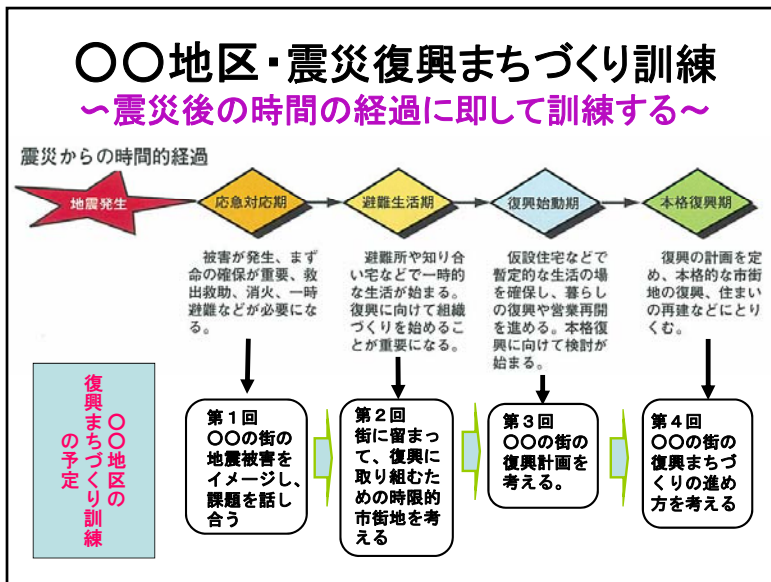 〇〇地区・震災復興まちづくり訓練
～震災後の時間の経過に即して訓練する～
震災からの時間的経過
地震発生
応急対応期
避難生活期
復興始動期
本格復興期
被害が発生、まず
命の確保が重要、救
出救助、消火、一時
避難などが必要にな
る。
避難所や知り合
い宅などで一時的
な生活が始まる。
復興に向けて組織
づくりを始めるこ
とが重要になる。
仮設住宅などで
暫定的な生活の場
を確保し、暮らし
の復興や営業再開
を進める。本格復
興に向けて検討が
始まる。
復興の計画を定
め、本格的な市街
地の復興、住まい
の再建などにとり
くむ。
〇〇地区の
復興まちづくり訓練
の予定
第１回
〇〇の街の
地震被害を
イメージし、
課題を話し
合う
第２回
街に留まっ
て、復興に
取り組むた
めの時限的
市街地を考
える
第３回
〇〇の街の
復興計画を
考える。
第４回
〇〇の街の
復興まちづ
くりの進め
方を考える